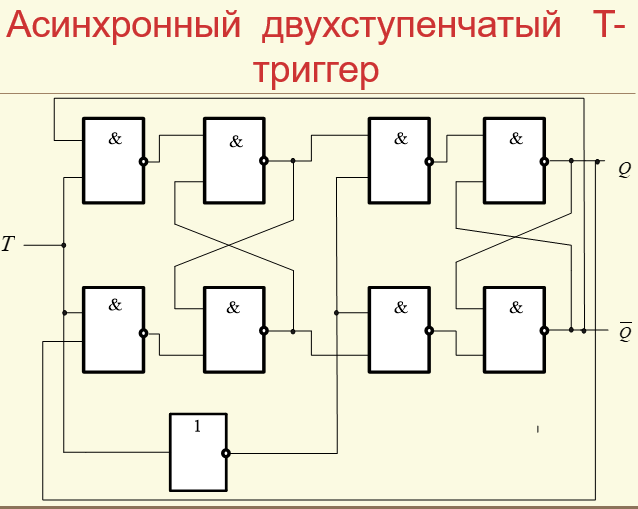 Асинхронный двухступенчатый Т-
триггер
& & & &
Q
T
& & & &
Q̅
1